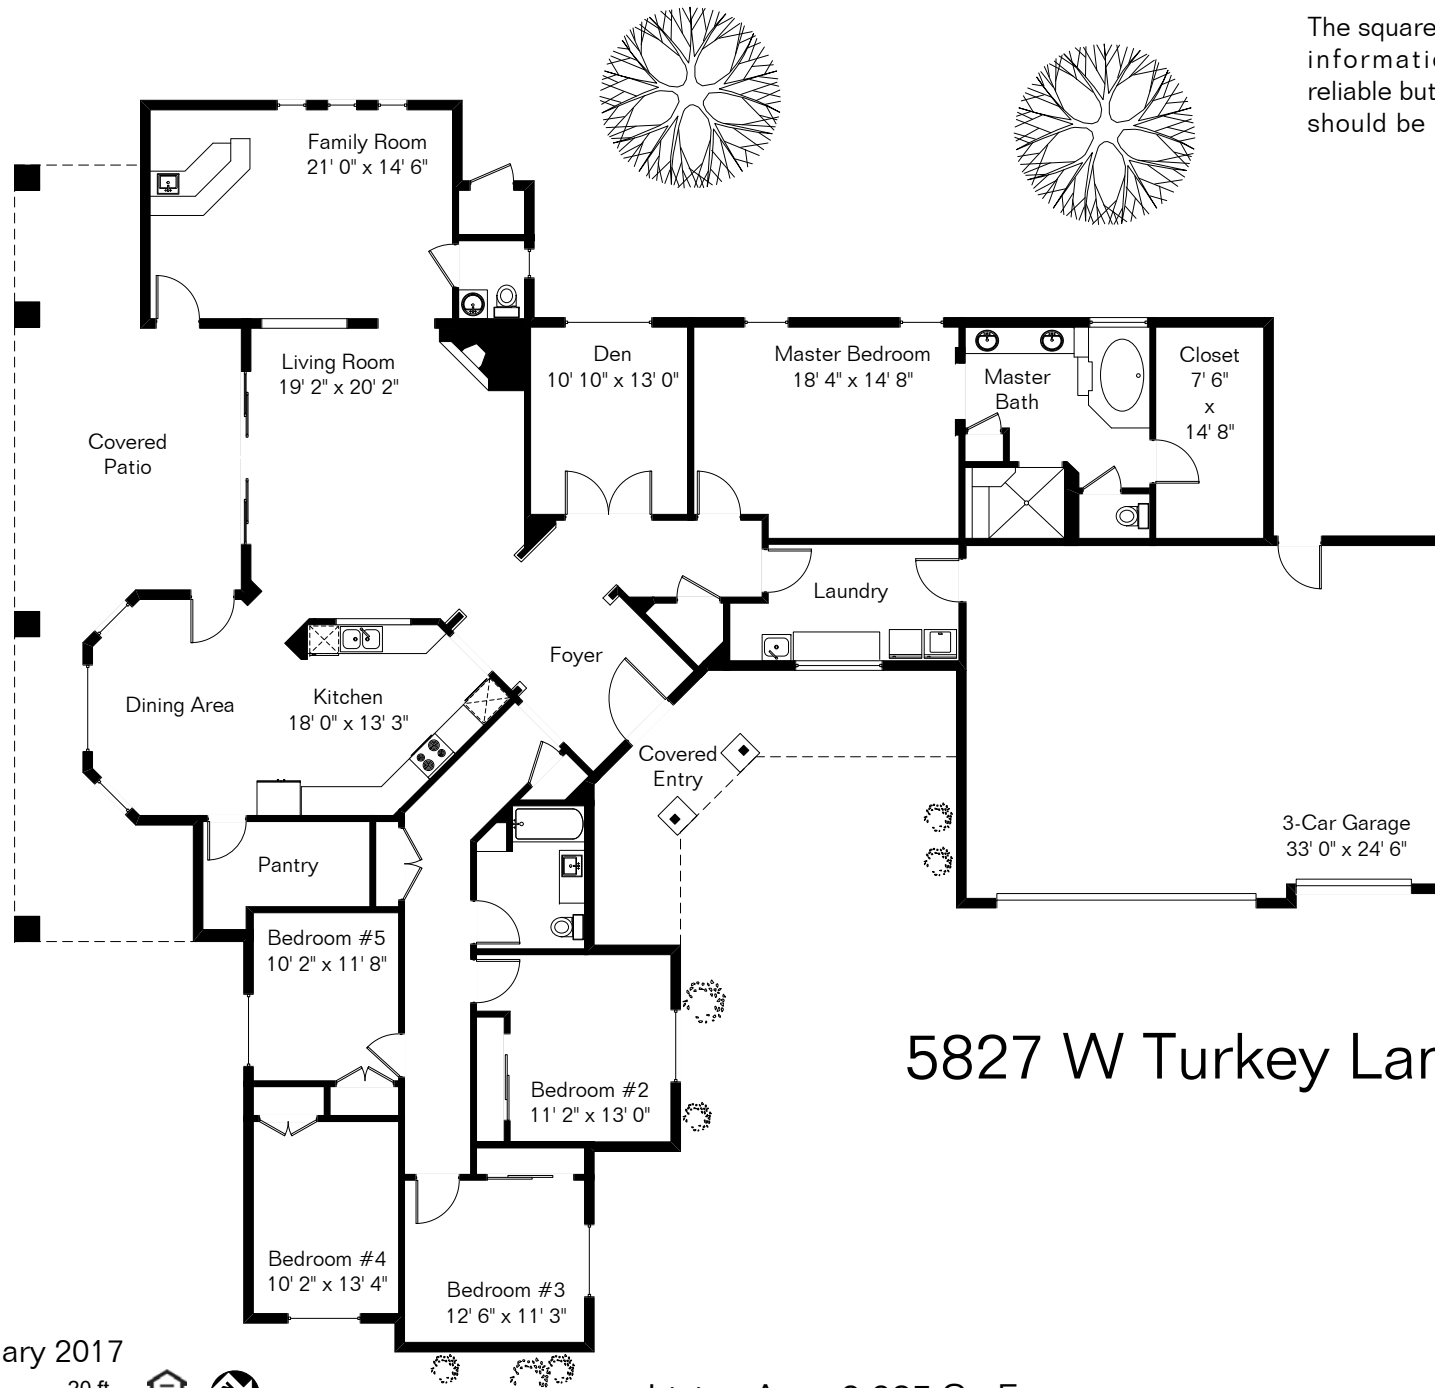 The square
informatio
reliable but
should be
Family Room
21' 0" x 14' 6"
Living Room
19' 2" x 20' 2"
Den
10' 10" x 13' 0"
Master Bedroom
18' 4" x 14' 8"
Master
Bath
Closet
7' 6"
x
14' 8"
Covered
Patio
Laundry
Foyer
Dining Area
Kitchen
18' 0" x 13' 3"
Covered
Entry
3-Car Garage
33' 0" x 24' 6"
Pantry
Bedroom #5
10' 2" x 11' 8"
5827 W Turkey Lan
Bedroom #2
11' 2" x 13' 0"
Bedroom #4
10' 2" x 13' 4"
Bedroom #3
12' 6" x 11' 3"
ary 2017
20 ft